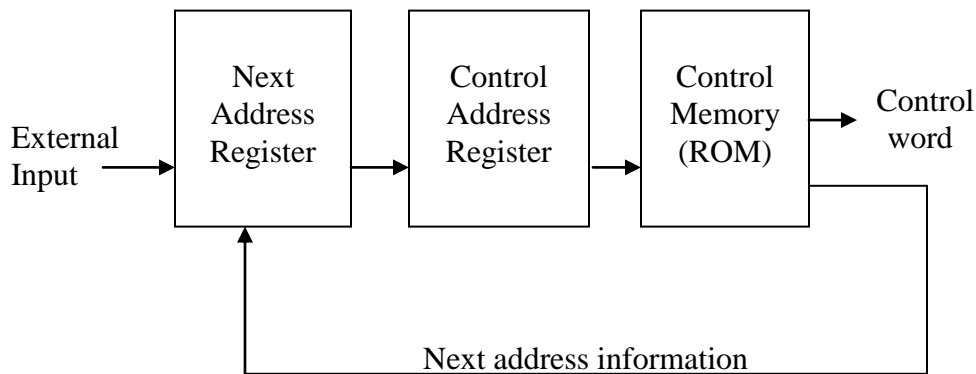 External
Input
Next
Address
Register
Control
Address
Register
Control
Memory
(ROM)
Control
word
Next address information